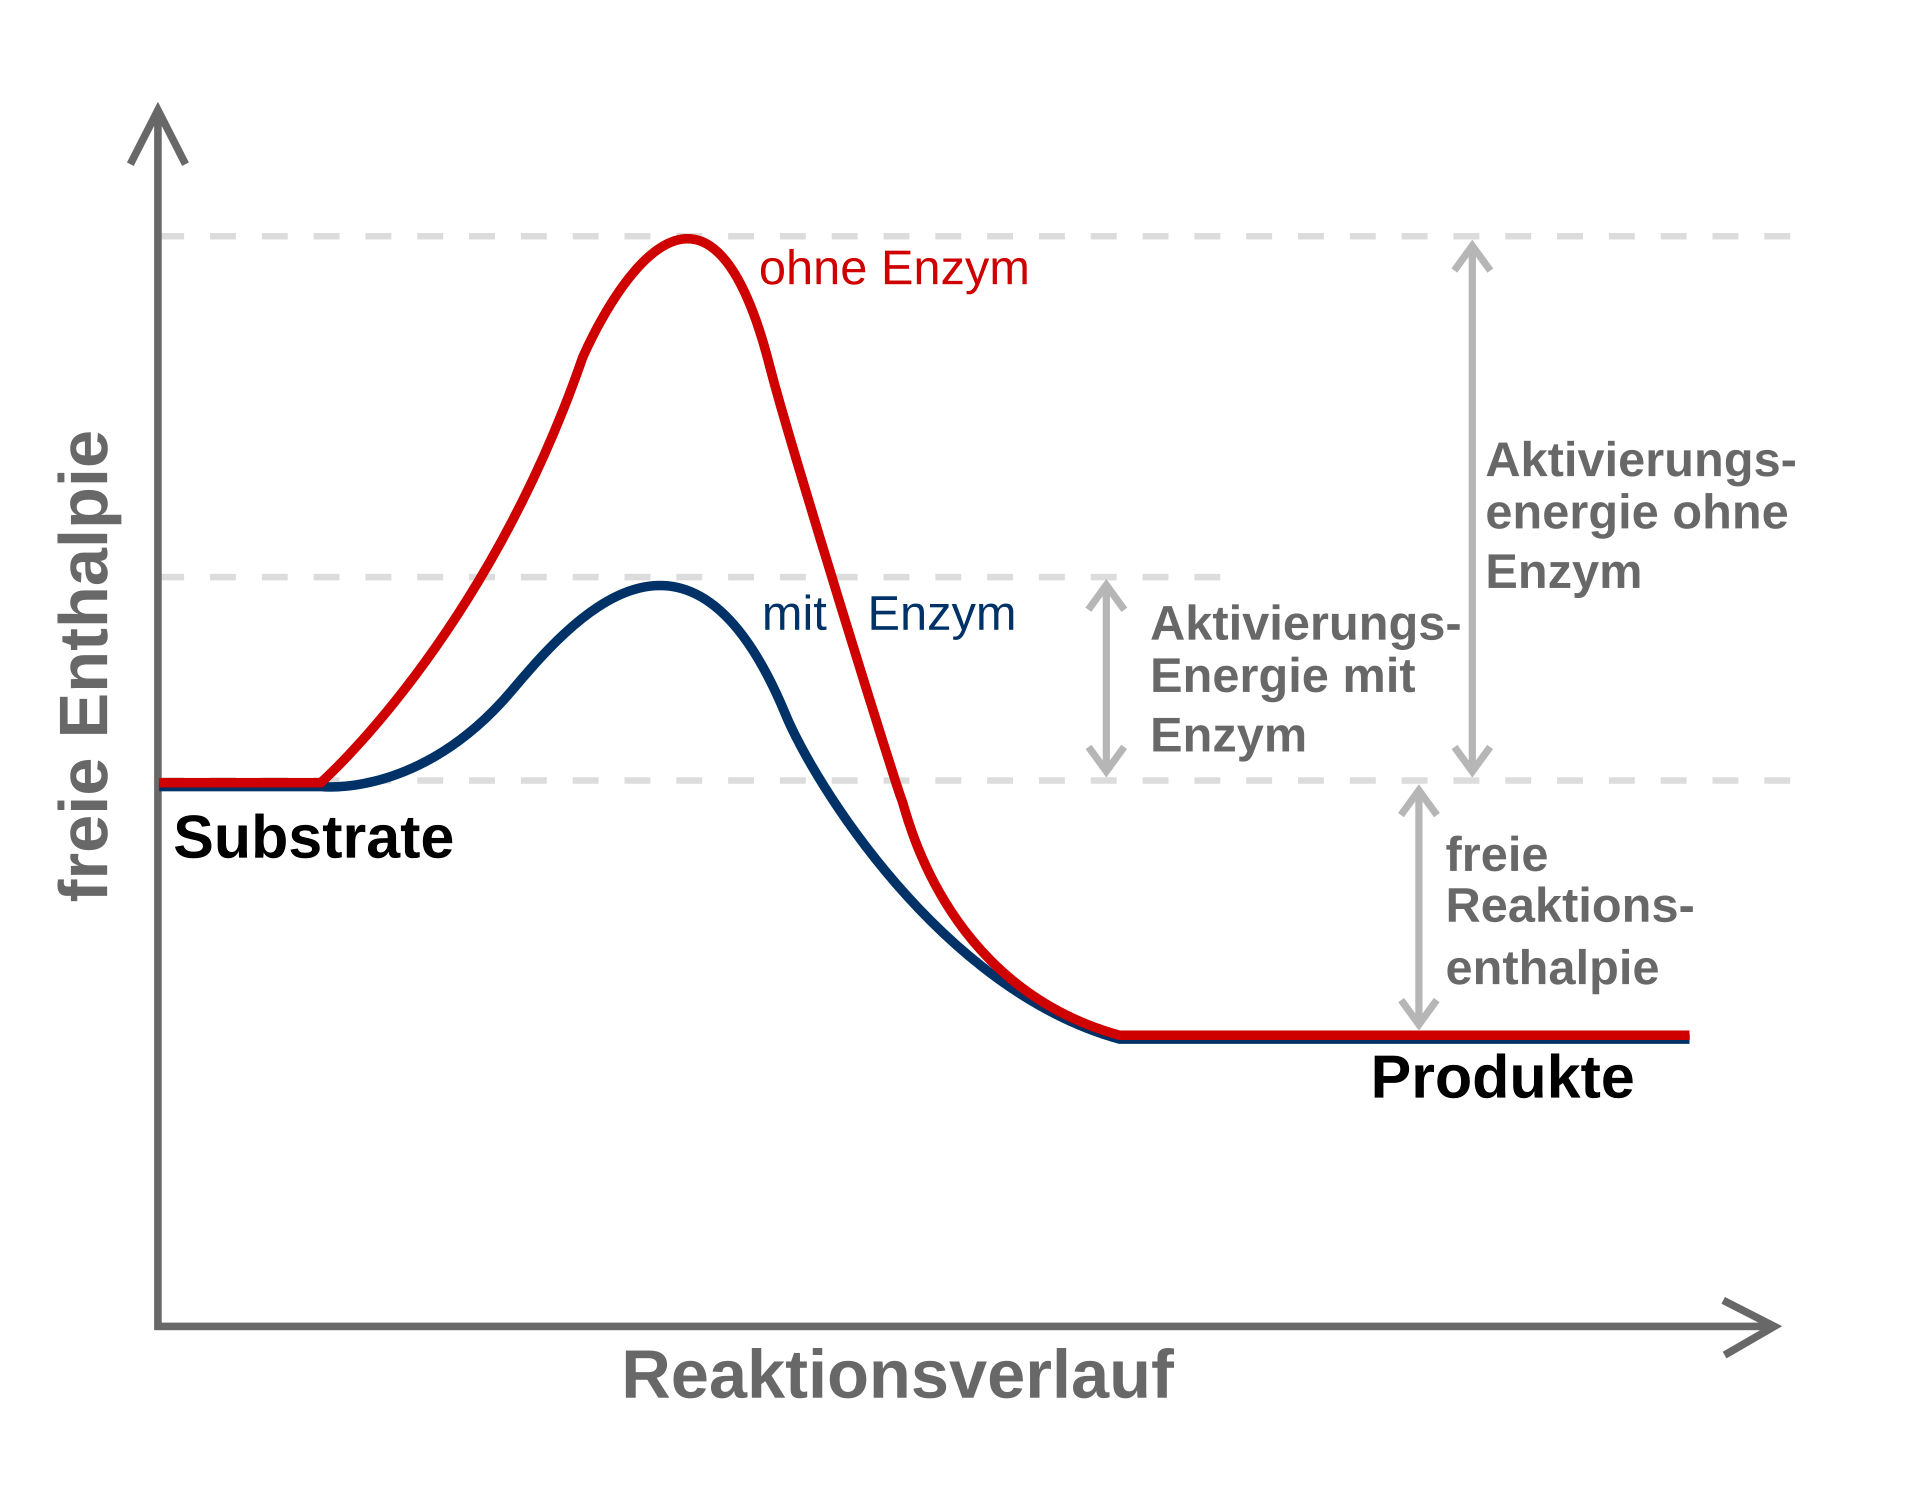 freie Enthalpie
ohne Enzym
Aktivierungs-
energie ohne
Enzym
mit Enzym
Aktivierungs-
Energie mit
Enzym
Substrate
freie
Reaktions-
enthalpie
Produkte
Reaktionsverlauf